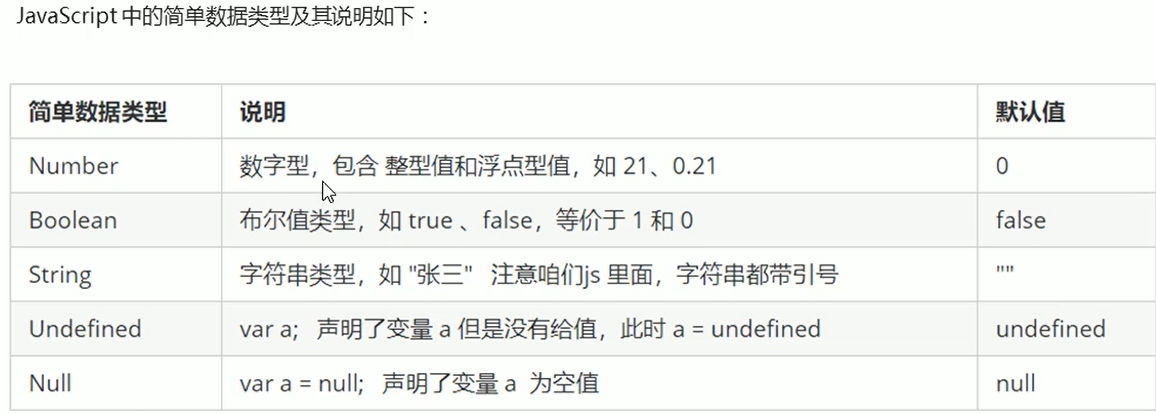 JavaScript 中的简单数据类型及其说明如下：
简单数据类型 说明 默认值
Number 数字型，包含 整型值和浮点型值，如 21、0.21 0
Boolean 布尔值类型，如 true 、false，等价于 1 和 0 false
String 字符串类型，如 "张三" 注意咱们js 里面，字符串都带引号 ""
Undefined var a; 声明了变量 a 但是没有给值，此时 a = undefined undefined
Null var a = null; 声明了变量 a 为空值 null